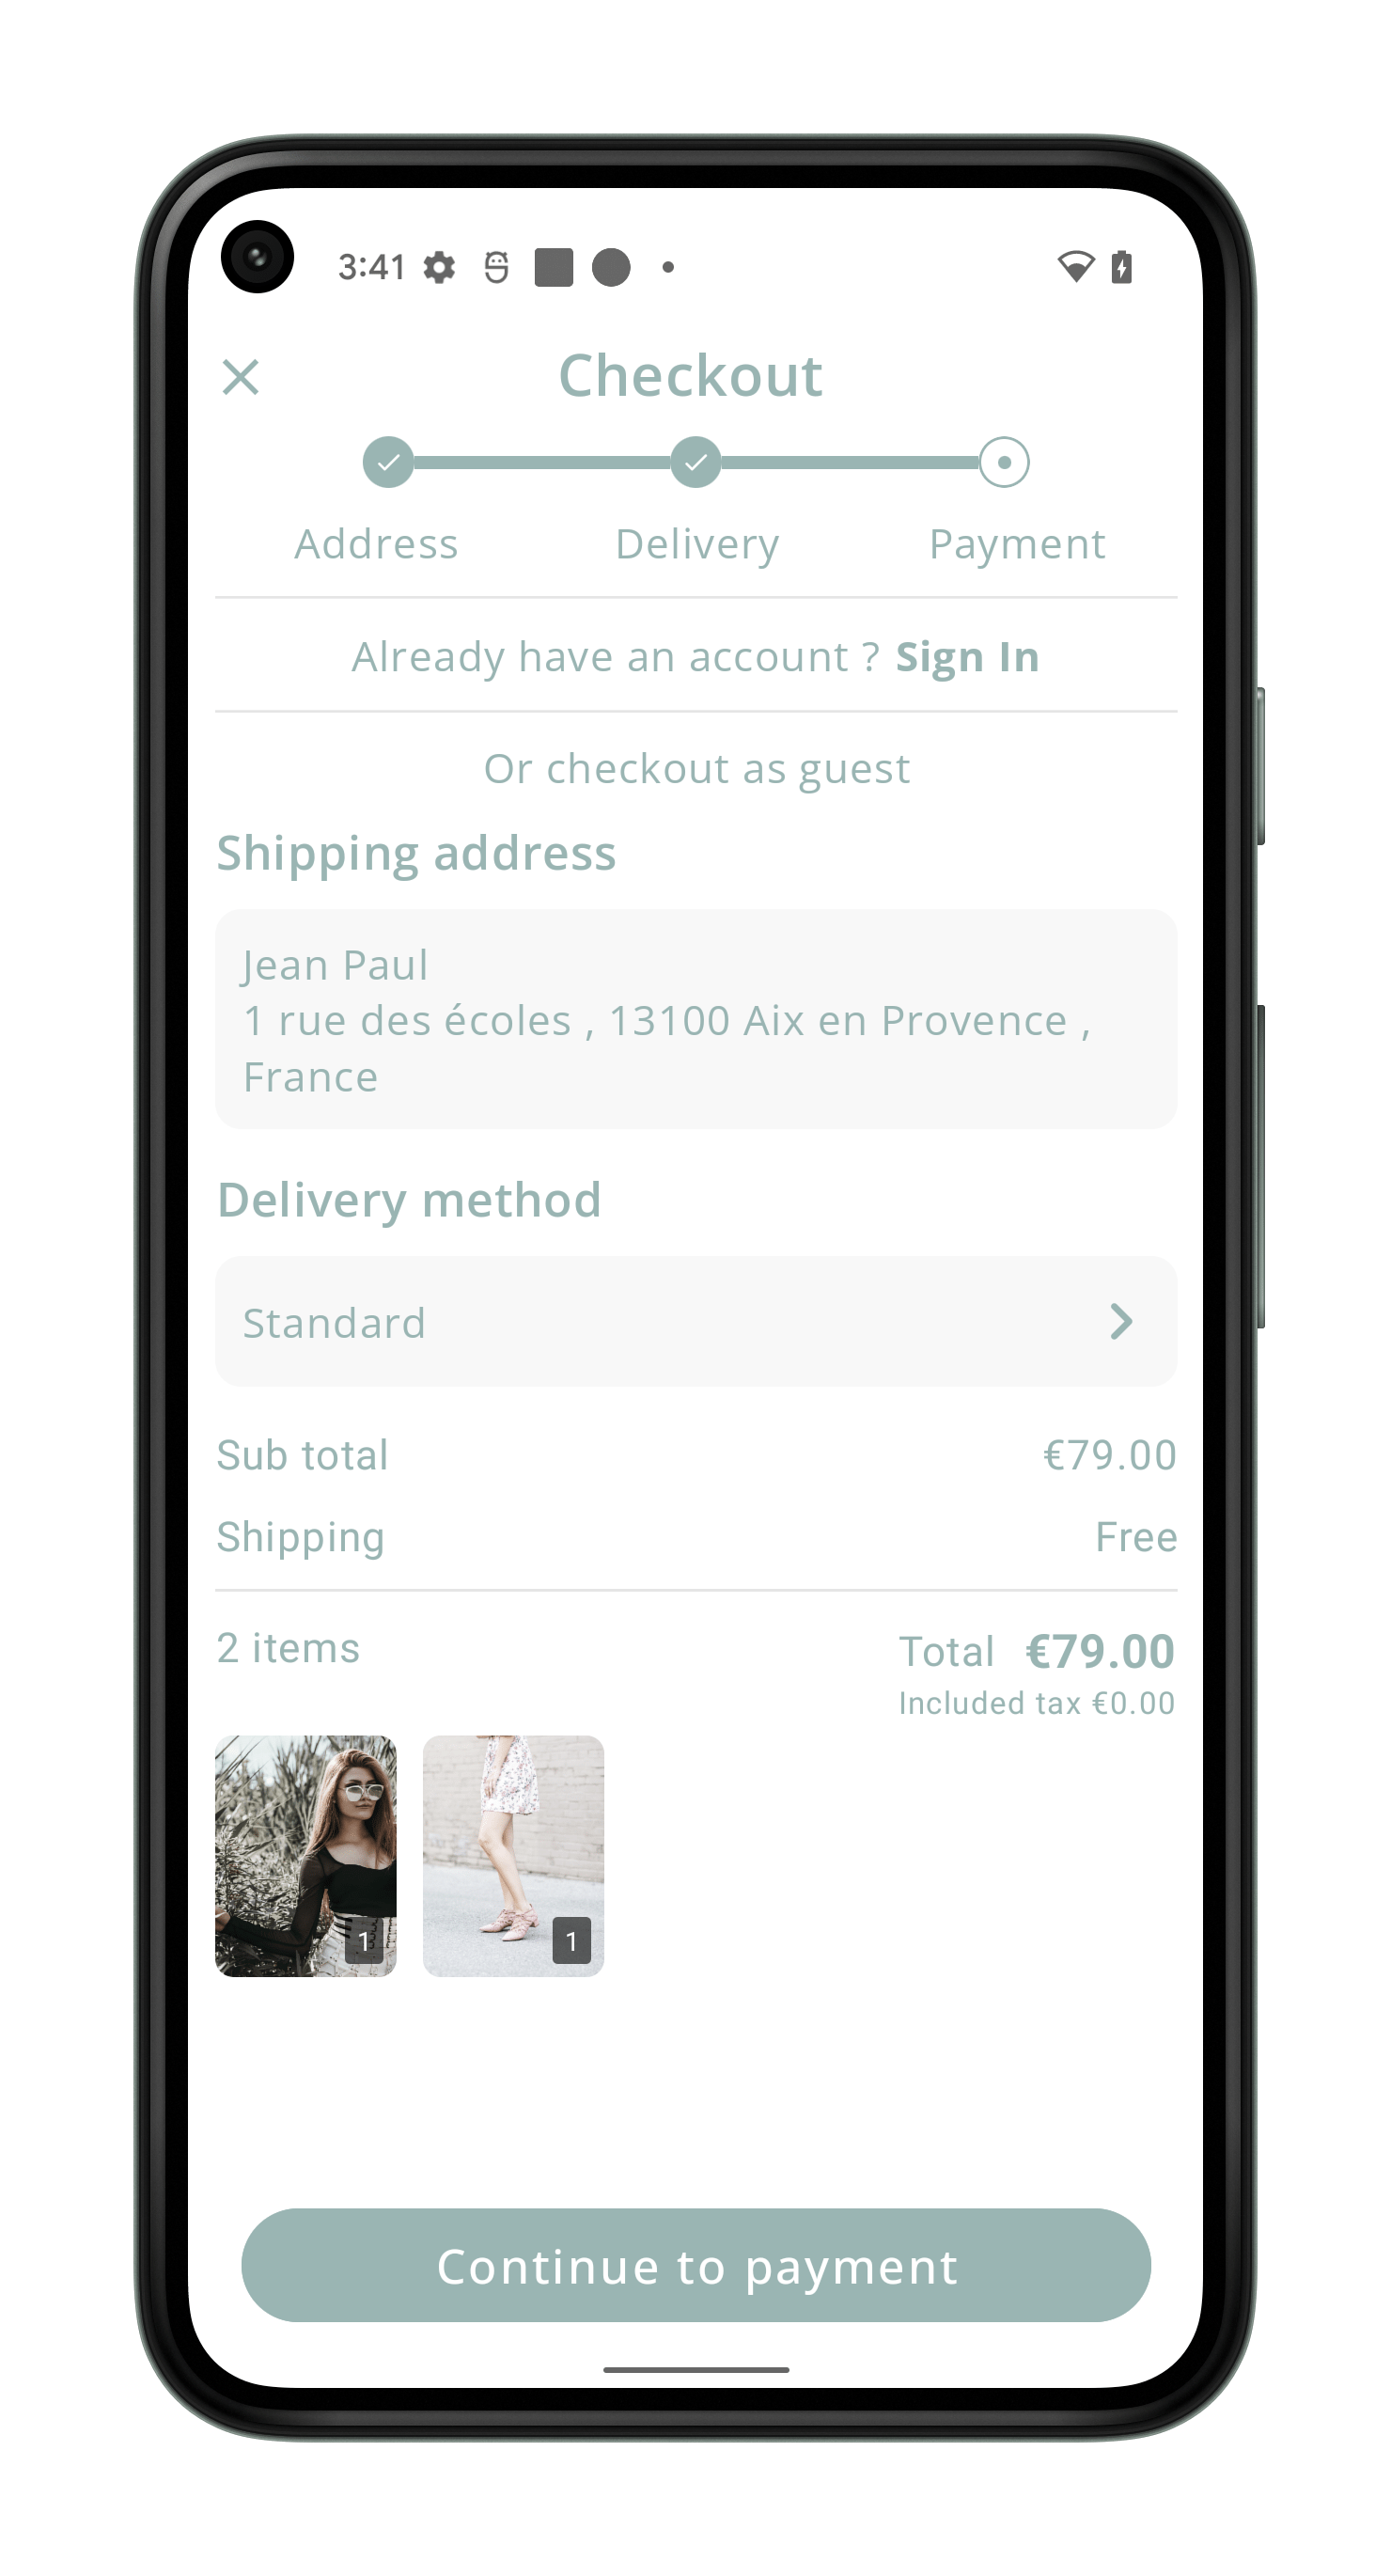 3:41
Checkout
Address Delivery Payment
Already have an account ? Sign In
Or checkout as guest
Shipping address
Jean Paul
1 rue des écoles , 13100 Aix en Provence ,
France
Delivery method
Standard
Sub total €79.00
Shipping Free
2 items Total €79.00
Included tax €0.00
1 1
Continue to payment